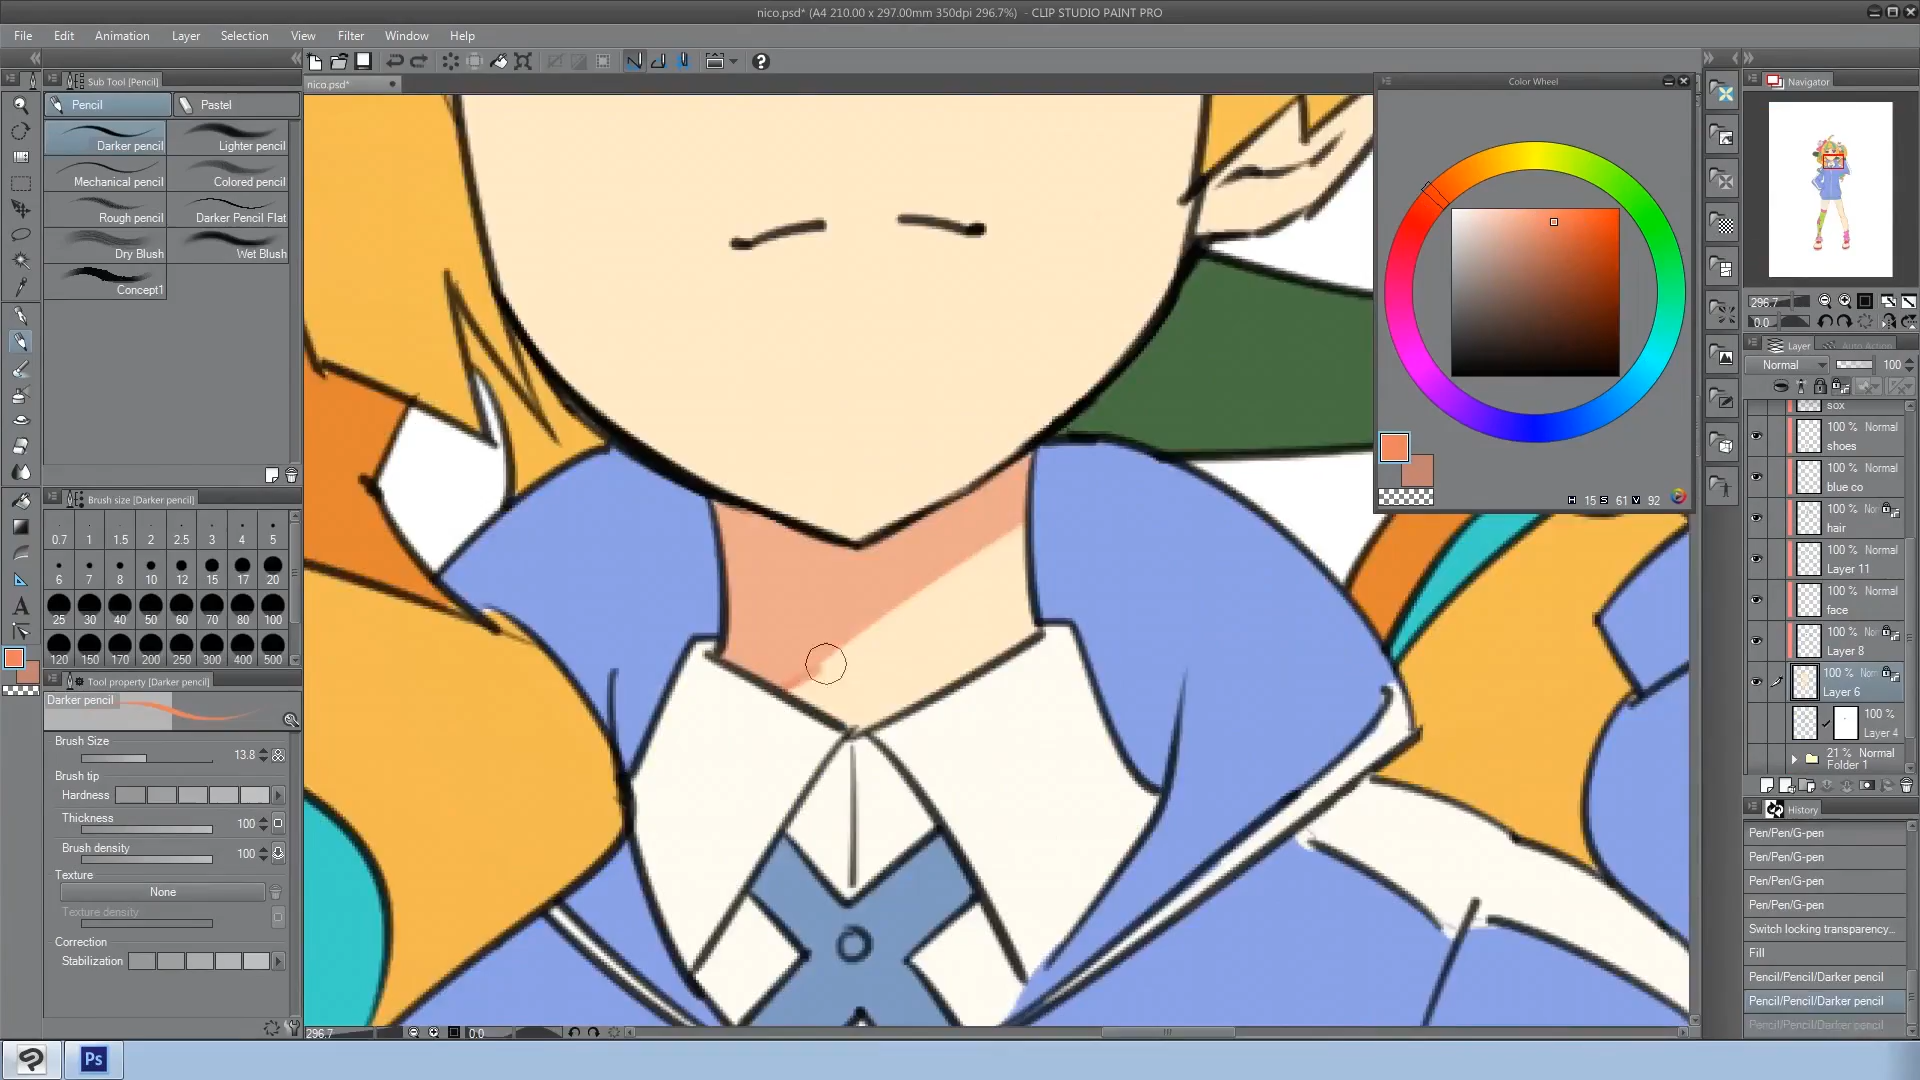 nico.psd* (A4 210.00 x 297.00mm 350dpi 296.7%) - CLIP STUDIO PAINT PRO
File Edit Animation Layer Selection View Filter Window Help
Sub Tool [Pencil]
nico.psd*
Color Wheel
Navigator
Pencil
Pastel
Darker pencil
Lighter pencil
Mechanical pencil
Colored pencil
Rough pencil
Darker Pencil Flat
Dry Blush
Wet Blush
Concept1
Brush size [Darker pencil]
0.7 1 1.5 2 2.5 3 4 5
6 7 8 10 12 15 17 20
25 30 40 50 60 70 80 100
120 150 170 200 250 300 400 500
Tool property [Darker pencil]
Darker pencil
Brush Size
13.8
Brush tip
Hardness
Thickness
100
Brush density
100
Texture
None
Texture density
Correction
Stabilization
296.7
0.0
H 15 S 61 V 92
296.7
0.0
Layer
Auto Action
Normal
100
sox
100 % Normal
shoes
100 % Normal
blue co
100 % Nor
hair
100 % Normal
Layer 11
100 % Normal
face
100 % No
Layer 8
100 % Nor
Layer 6
100 %
Layer 4
21 % Normal
Folder 1
History
Pen/Pen/G-pen
Pen/Pen/G-pen
Pen/Pen/G-pen
Pen/Pen/G-pen
Switch locking transparency...
Fill
Pencil/Pencil/Darker pencil
Pencil/Pencil/Darker pencil
Pencil/Pencil/Darker pencil
Ps